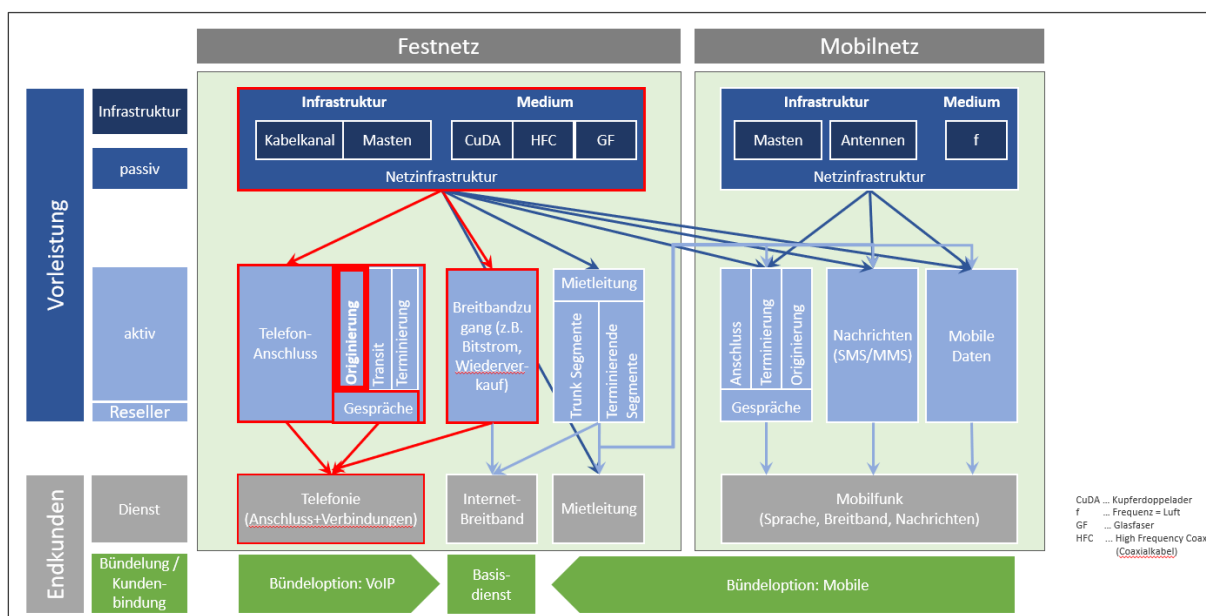 Festnetz
Mobilnetz
Vorleistung
Infrastruktur
passiv
aktiv
Reseller
Infrastruktur
Medium
Kabelkanal
Masten
CuDA
HFC
GF
Netzinfrastruktur
Infrastruktur
Medium
Masten
Antennen
f
Netzinfrastruktur
Telefon-
Anschluss
Originierung
Transit
Terminierung
Gespräche
Breitbandzu-
gang (z.B.
Bitstrom,
Wiederver-
kauf)
Mietleitung
Trunk Segmente
Terminierende
Segmente
Anschluss
Terminierung
Originierung
Gespräche
Nachrichten
(SMS/MMS)
Mobile
Daten
Endkunden
Dienst
Bündelung /
Kunden-
bindung
Telefonie
(Anschluss+Verbindungen)
Internet-
Breitband
Mietleitung
Mobilfunk
(Sprache, Breitband, Nachrichten)
Bündeloption: VoIP
Basis-
dienst
Bündeloption: Mobile
CuDA ... Kupferdoppelader
f ... Frequenz = Luft
GF ... Glasfaser
HFC ... High Frequency Coax
(Coaxialkabel)